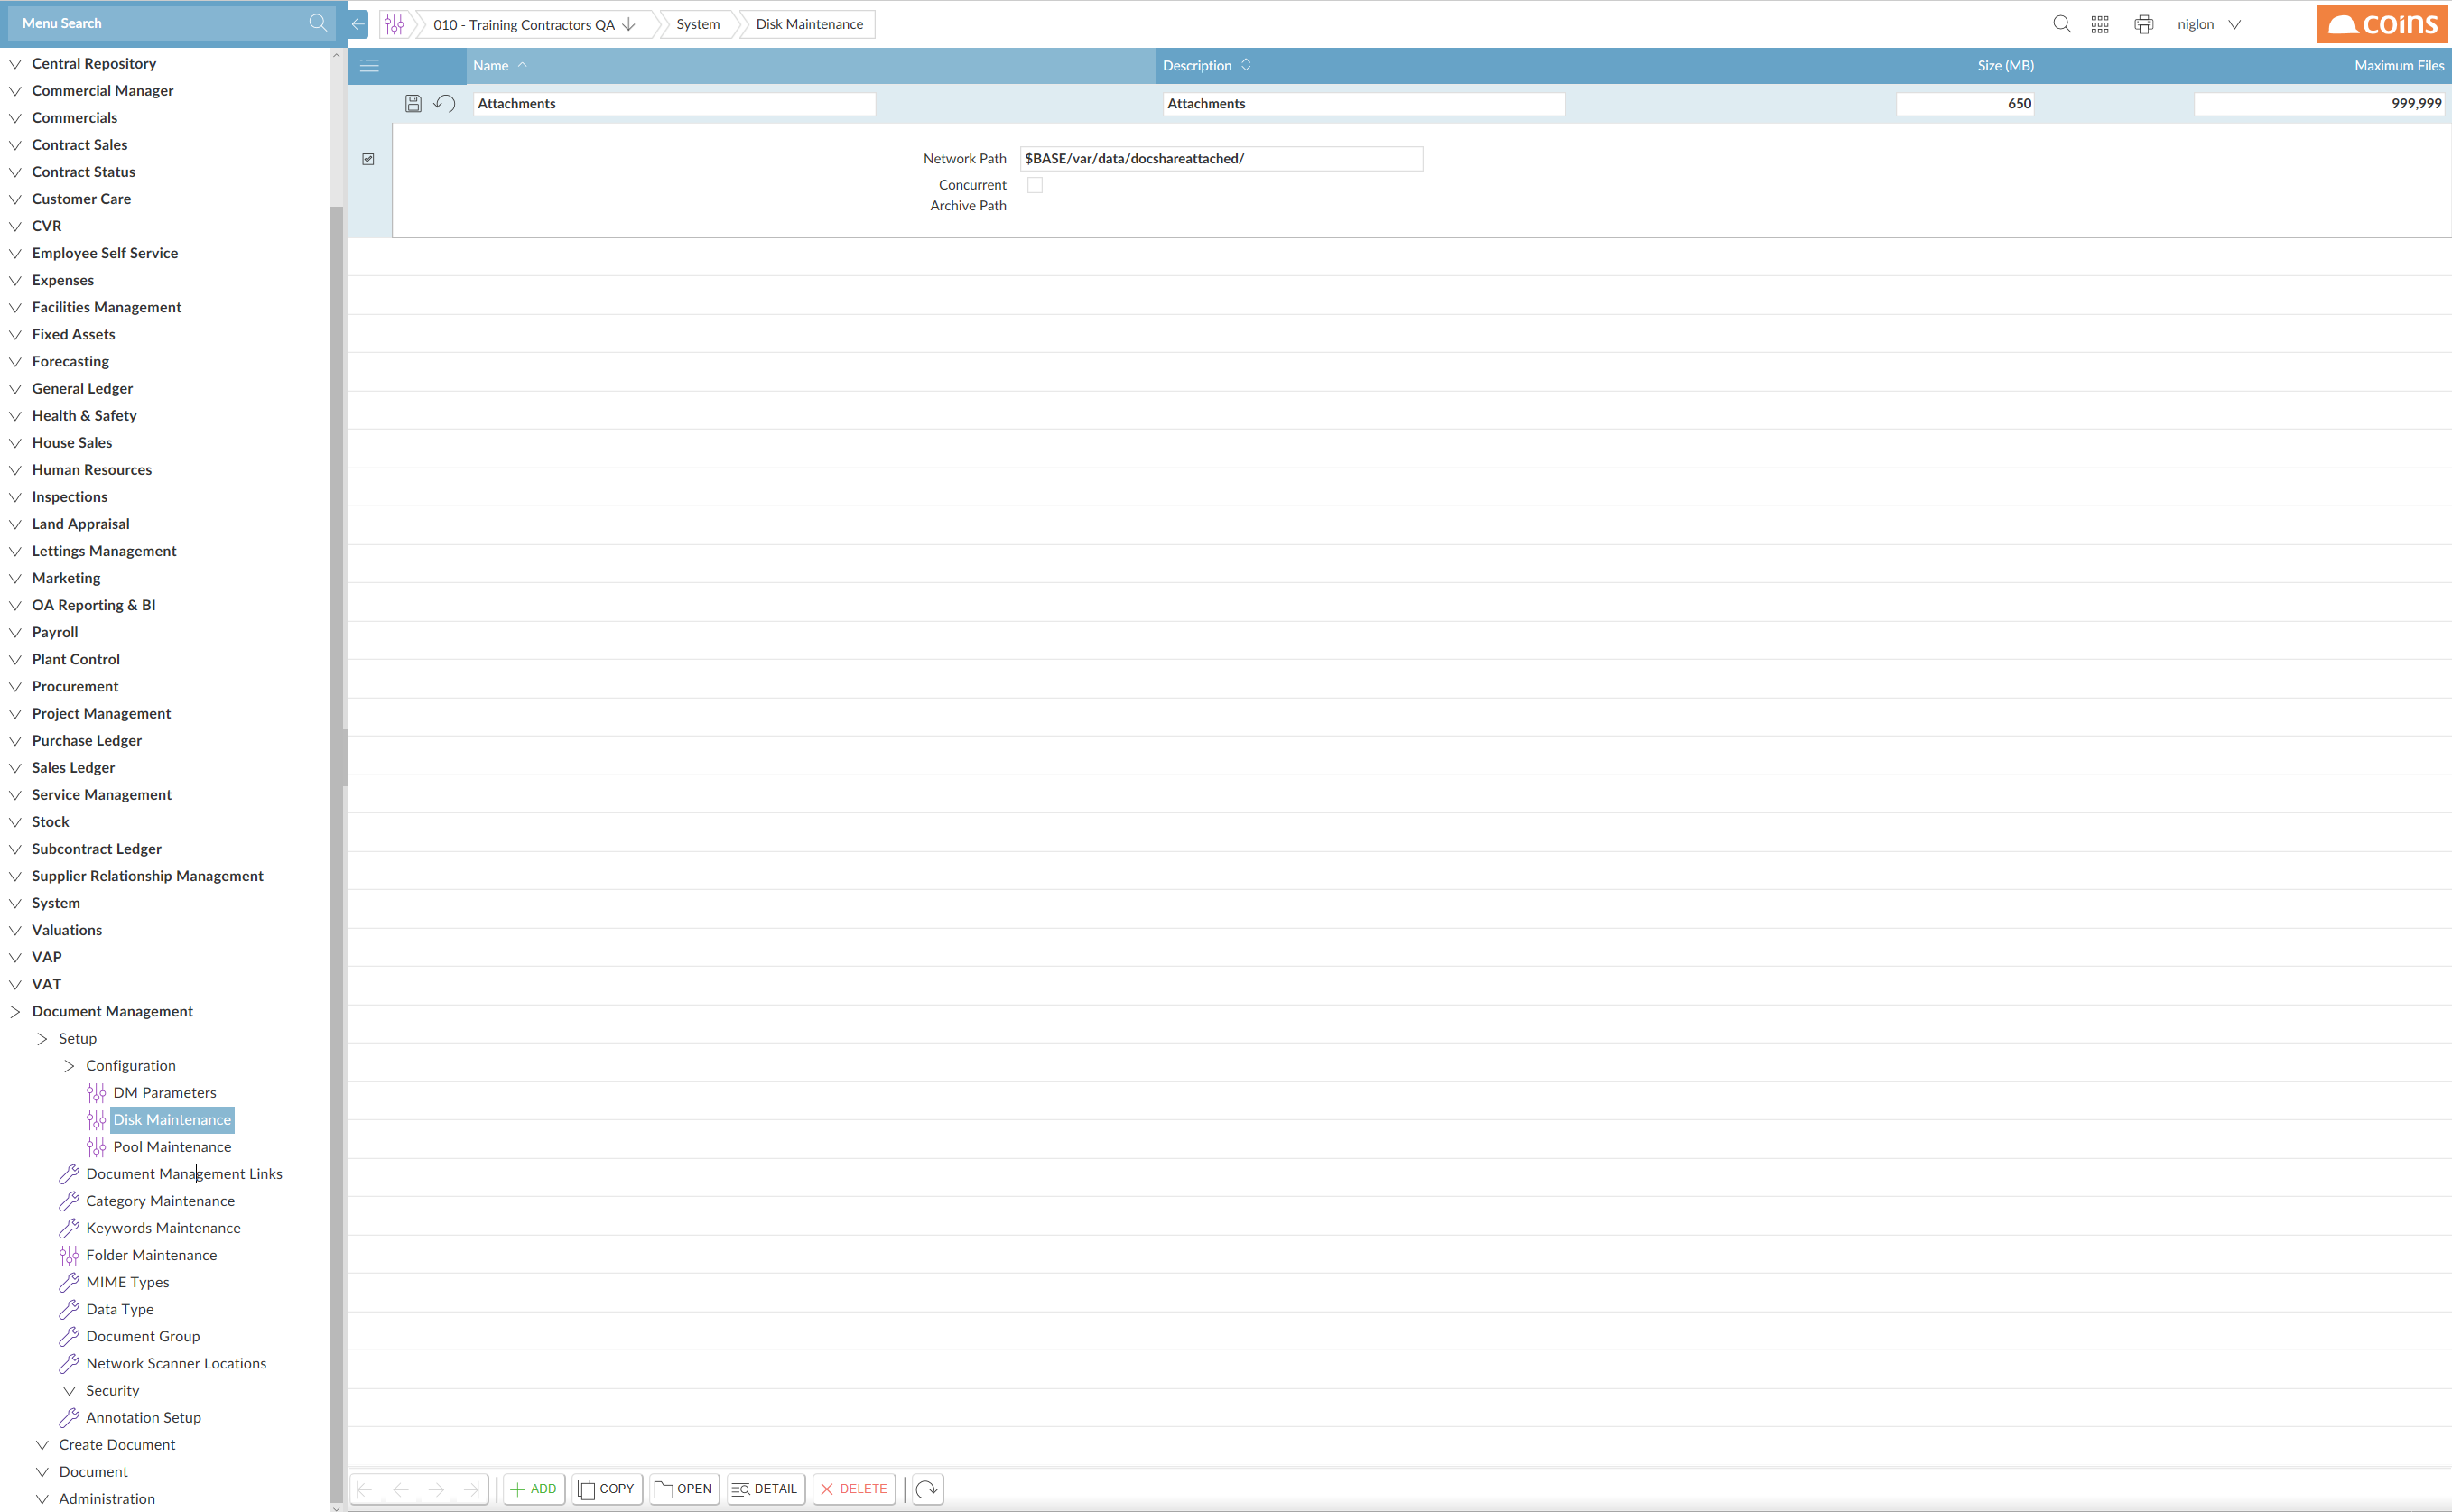 Menu Search
010 - Training Contractors QA
System
Disk Maintenance
niglon
coins
Central Repository
Commercial Manager
Commercials
Contract Sales
Contract Status
Customer Care
CVR
Employee Self Service
Expenses
Facilities Management
Fixed Assets
Forecasting
General Ledger
Health & Safety
House Sales
Human Resources
Inspections
Land Appraisal
Lettings Management
Marketing
OA Reporting & BI
Payroll
Plant Control
Procurement
Project Management
Purchase Ledger
Sales Ledger
Service Management
Stock
Subcontract Ledger
Supplier Relationship Management
System
Valuations
VAP
VAT
Document Management
Setup
Configuration
DM Parameters
Disk Maintenance
Pool Maintenance
Document Management Links
Category Maintenance
Keywords Maintenance
Folder Maintenance
MIME Types
Data Type
Document Group
Network Scanner Locations
Security
Annotation Setup
Create Document
Document
Administration
Name Description Size (MB) Maximum Files
Attachments Attachments 650 999,999
Network Path $BASE/var/data/docshareattached/
Concurrent
Archive Path
ADD COPY OPEN DETAIL DELETE